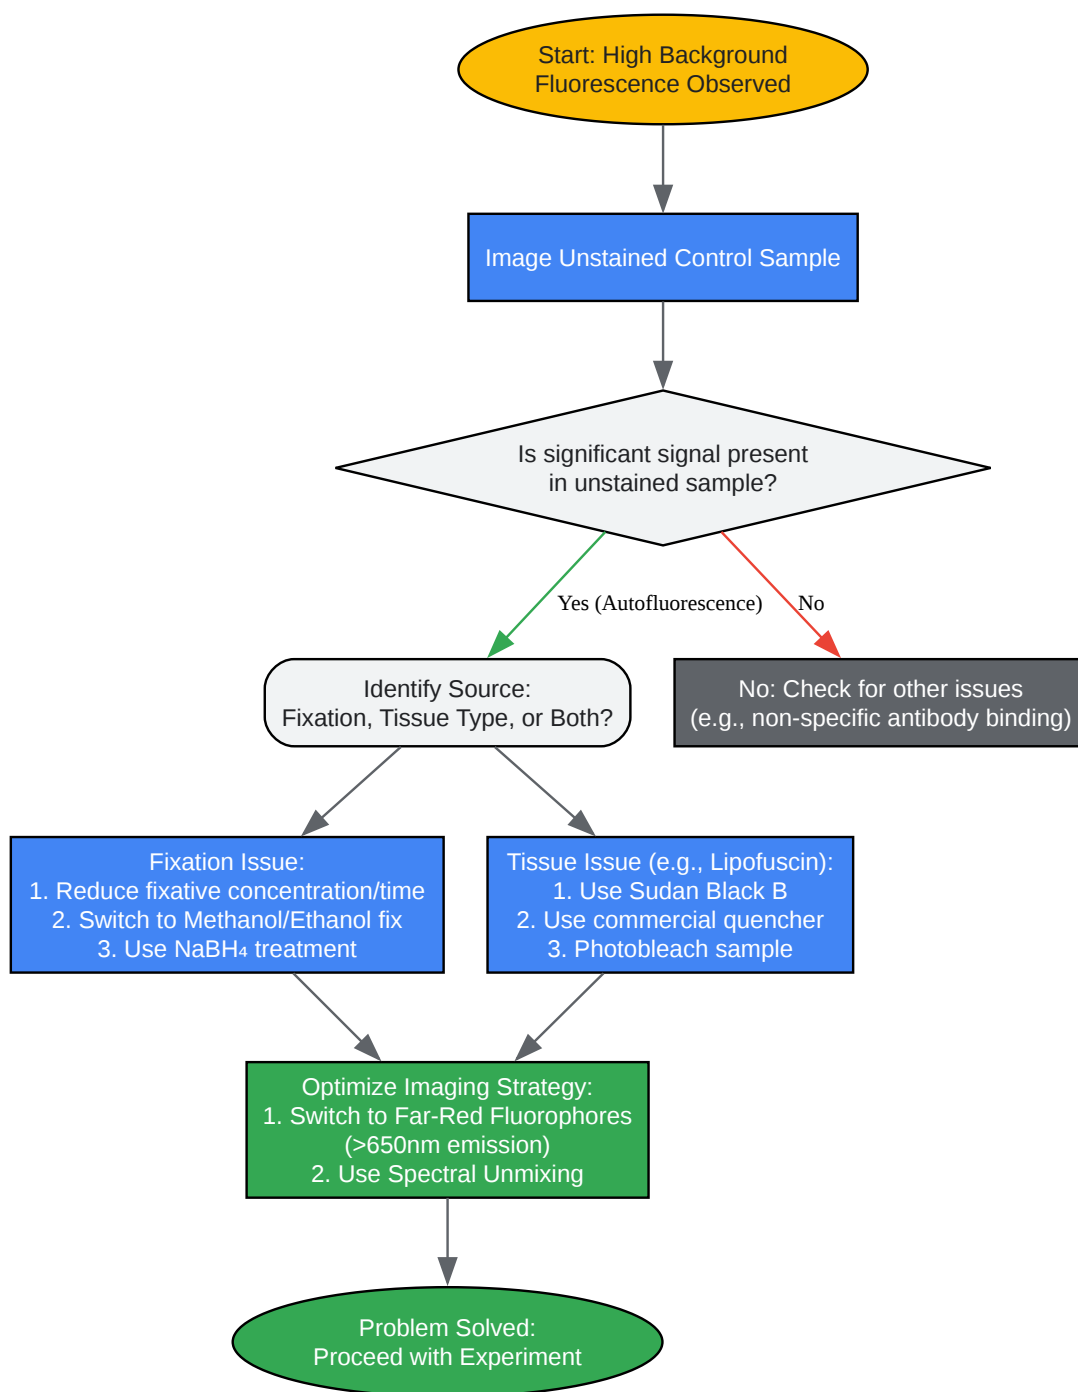 Start: High Background
Fluorescence Observed
Image Unstained Control Sample
Is significant signal present
in unstained sample?
Yes (Autofluorescence)
No
Identify Source:
Fixation, Tissue Type, or Both?
No: Check for other issues
(e.g., non-specific antibody binding)
Fixation Issue:
1. Reduce fixative concentration/time
2. Switch to Methanol/Ethanol fix
3. Use NaBH₄ treatment
Tissue Issue (e.g., Lipofuscin):
1. Use Sudan Black B
2. Use commercial quencher
3. Photobleach sample
Optimize Imaging Strategy:
1. Switch to Far-Red Fluorophores
(>650nm emission)
2. Use Spectral Unmixing
Problem Solved:
Proceed with Experiment